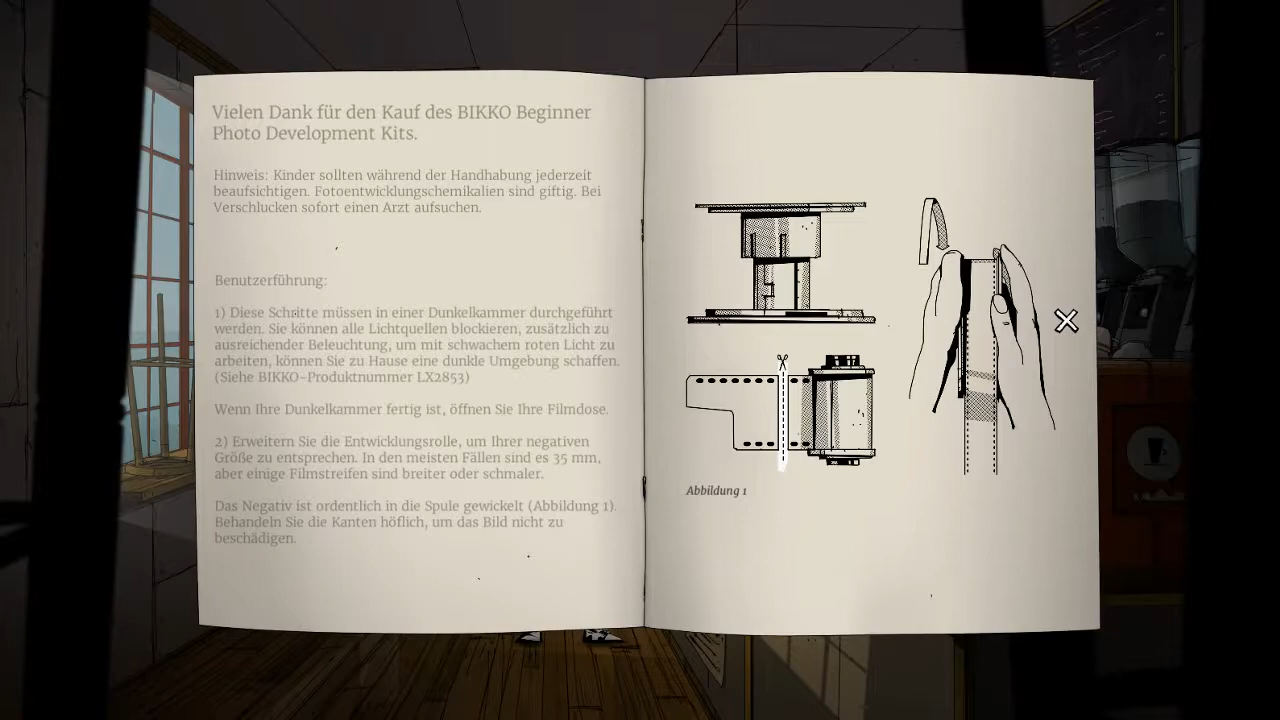 Vielen Dank für den Kauf des BIKKO Beginner
Photo Development Kits.
Hinweis: Kinder sollten während der Handhabung jederzeit
beaufsichtigen. Fotoentwicklungschemikalien sind giftig. Bei
Verschlucken sofort einen Arzt aufsuchen.
Benutzerführung:
1) Diese Schritte müssen in einer Dunkelkammer durchgeführt
werden. Sie können alle Lichtquellen blockieren, zusätzlich zu
ausreichender Beleuchtung, um mit schwachem roten Licht zu
arbeiten, können Sie zu Hause eine dunkle Umgebung schaffen.
(Siehe BIKKO-Produktnummer LX2853)
Wenn Ihre Dunkelkammer fertig ist, öffnen Sie Ihre Filmdose.
2) Erweitern Sie die Entwicklungsrolle, um Ihrer negativen
Größe zu entsprechen. In den meisten Fällen sind es 35 mm,
aber einige Filmstreifen sind breiter oder schmaler.
Das Negativ ist ordentlich in die Spule gewickelt (Abbildung 1).
Behandeln Sie die Kanten höflich, um das Bild nicht zu
beschädigen.
Abbildung 1